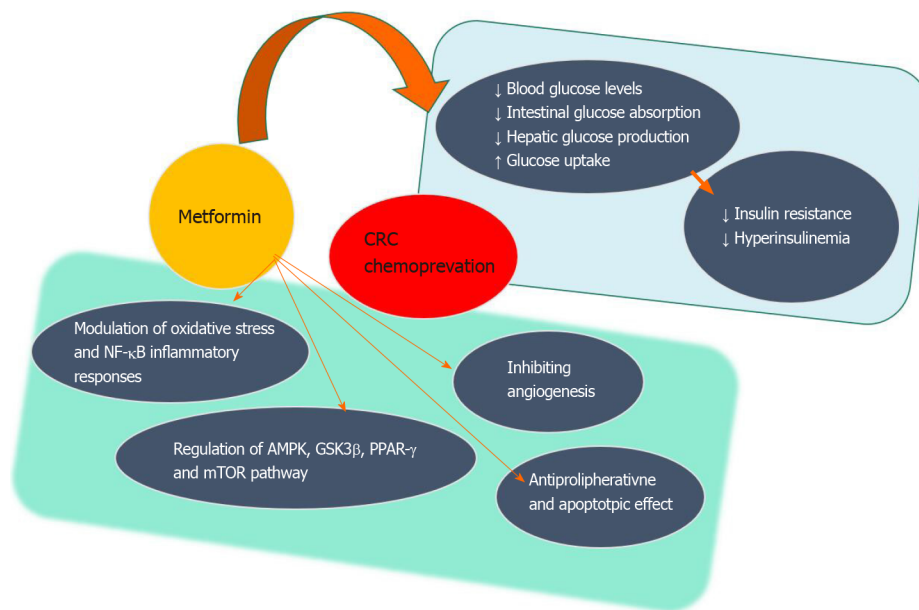 ↓ Blood glucose levels
↓ Intestinal glucose absorption
↓ Hepatic glucose production
↑ Glucose uptake
Metformin
↓ Insulin resistance
↓ Hyperinsulinemia
CRC
chemoprevation
Modulation of oxidative stress
and NF-κB inflammatory
responses
Inhibiting
angiogenesis
Regulation of AMPK, GSK3β, PPAR-γ
and mTOR pathway
Antiprolipherativne
and apoptotpic effect